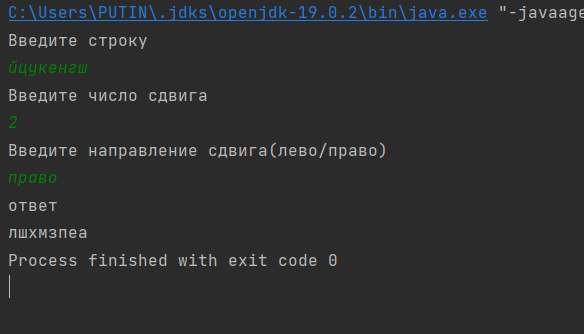 C:\Users\PUTIN\.jdks\openjdk-19.0.2\bin\java.exe "-javaage
Введите строку
йцукенгш
Введите число сдвига
2
Введите направление сдвига(лево/право)
право
ответ
лшхмзпеа
Process finished with exit code 0